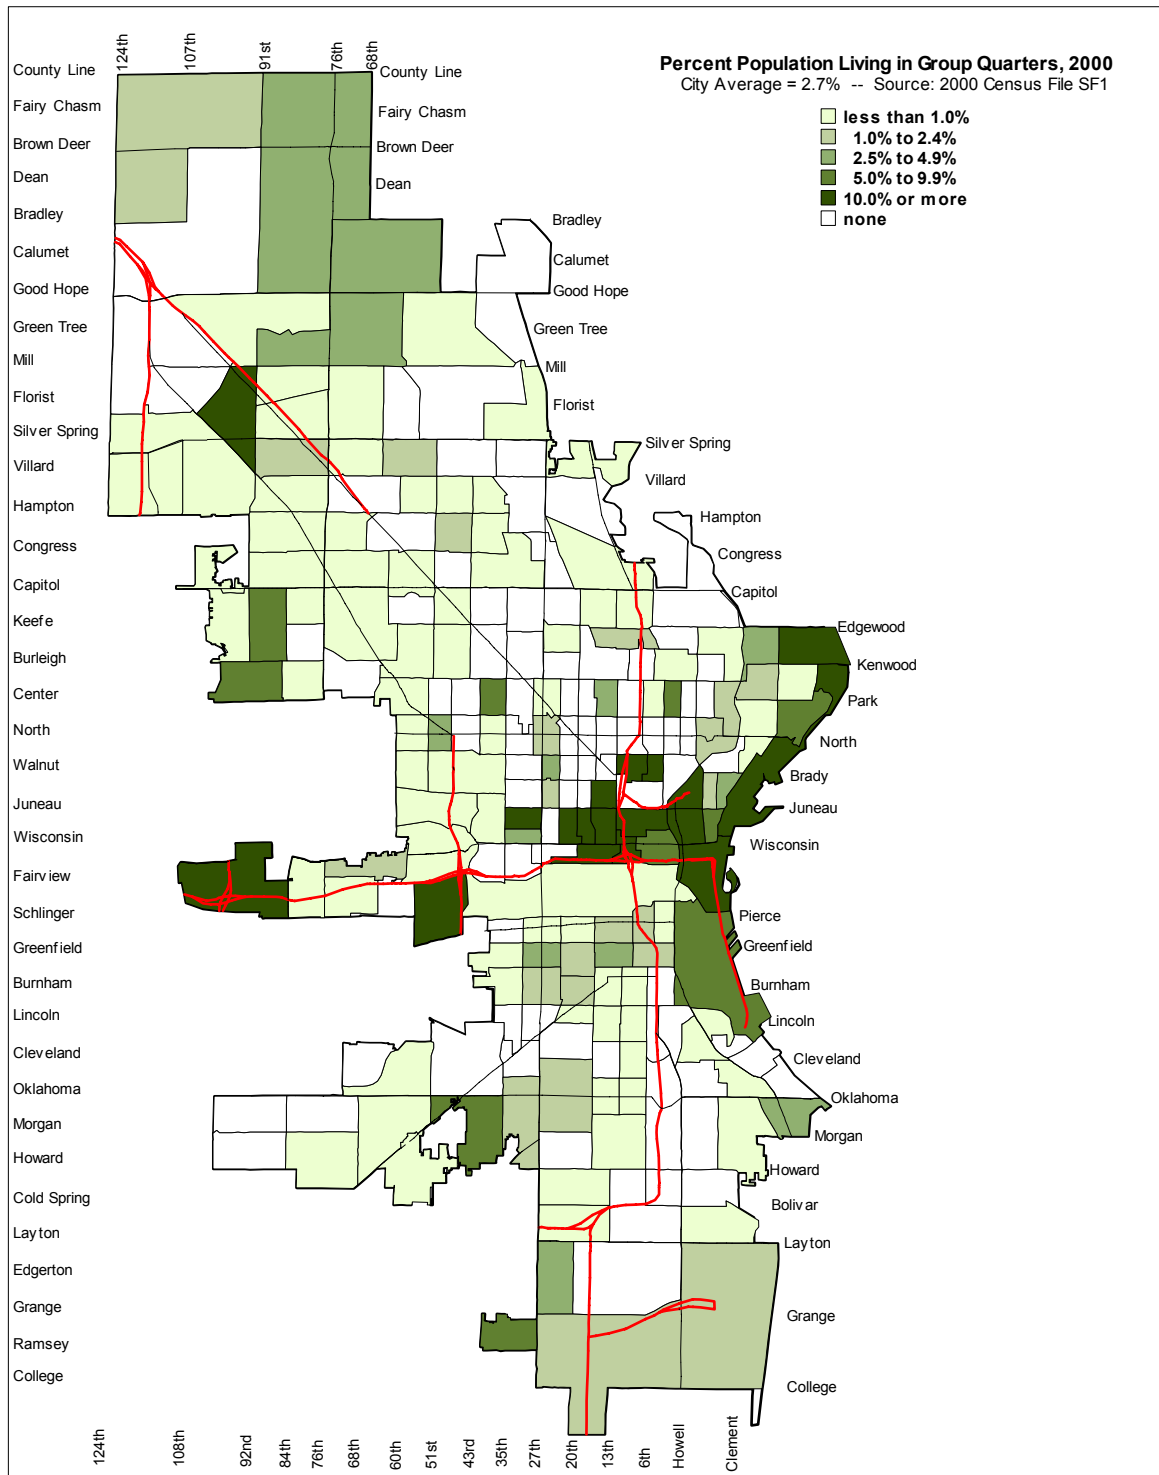 124th
107th
91st
76th
68th
Percent Population Living in Group Quarters, 2000
City Average = 2.7% -- Source: 2000 Census File SF1
less than 1.0%
1.0% to 2.4%
2.5% to 4.9%
5.0% to 9.9%
10.0% or more
none
County Line
Fairy Chasm
Brown Deer
Dean
Bradley
Calumet
Good Hope
Green Tree
Mill
Florist
Silver Spring
Villard
Hampton
Congress
Capitol
Keefe
Burleigh
Center
North
Walnut
Juneau
Wisconsin
Fairview
Schlinger
Greenfield
Burnham
Lincoln
Cleveland
Oklahoma
Morgan
Howard
Cold Spring
Layton
Edgerton
Grange
Ramsey
College
County Line
Fairy Chasm
Brown Deer
Dean
Bradley
Calumet
Good Hope
Green Tree
Mill
Florist
Silver Spring
Villard
Hampton
Congress
Capitol
Edgewood
Kenwood
Park
North
Brady
Juneau
Wisconsin
Pierce
Greenfield
Burnham
Lincoln
Cleveland
Oklahoma
Morgan
Howard
Bolivar
Layton
Grange
College
124th
108th
92nd
84th
76th
68th
60th
51st
43rd
35th
27th
20th
13th
6th
Howell
Clement